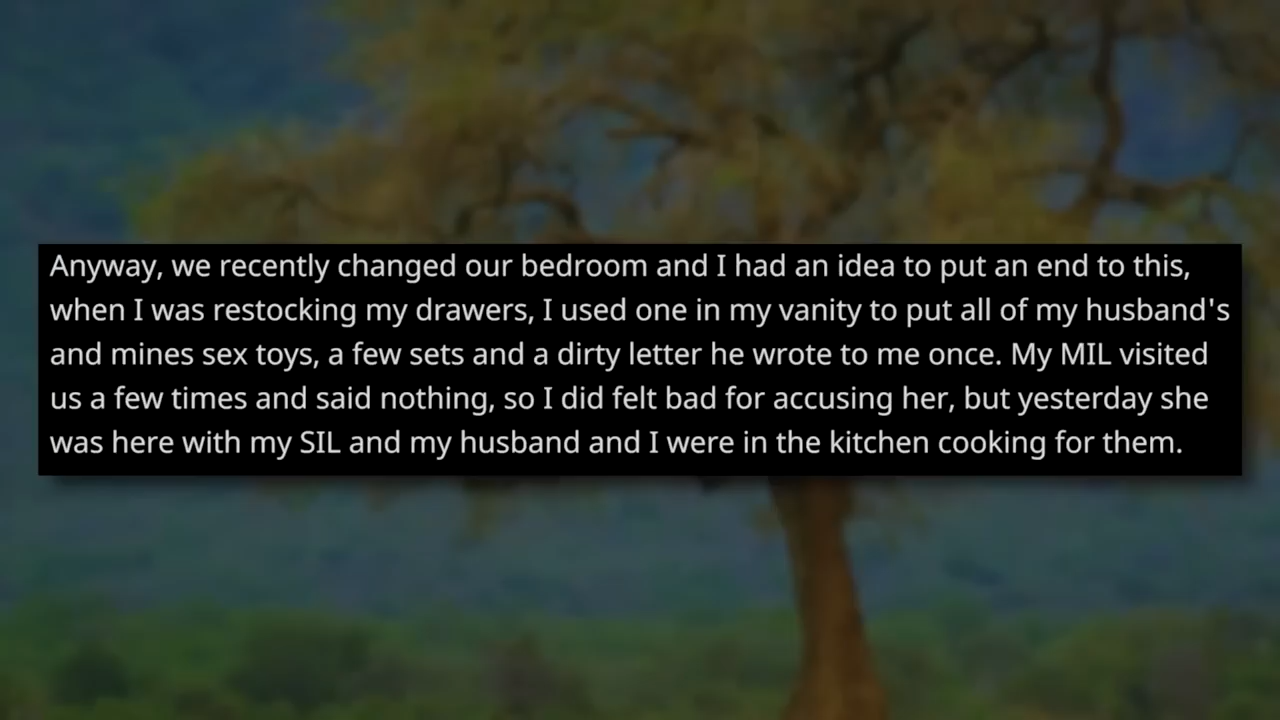 Anyway, we recently changed our bedroom and I had an idea to put an end to this,
when I was restocking my drawers, I used one in my vanity to put all of my husband's
and mines sex toys, a few sets and a dirty letter he wrote to me once. My MIL visited
us a few times and said nothing, so I did felt bad for accusing her, but yesterday she
was here with my SIL and my husband and I were in the kitchen cooking for them.